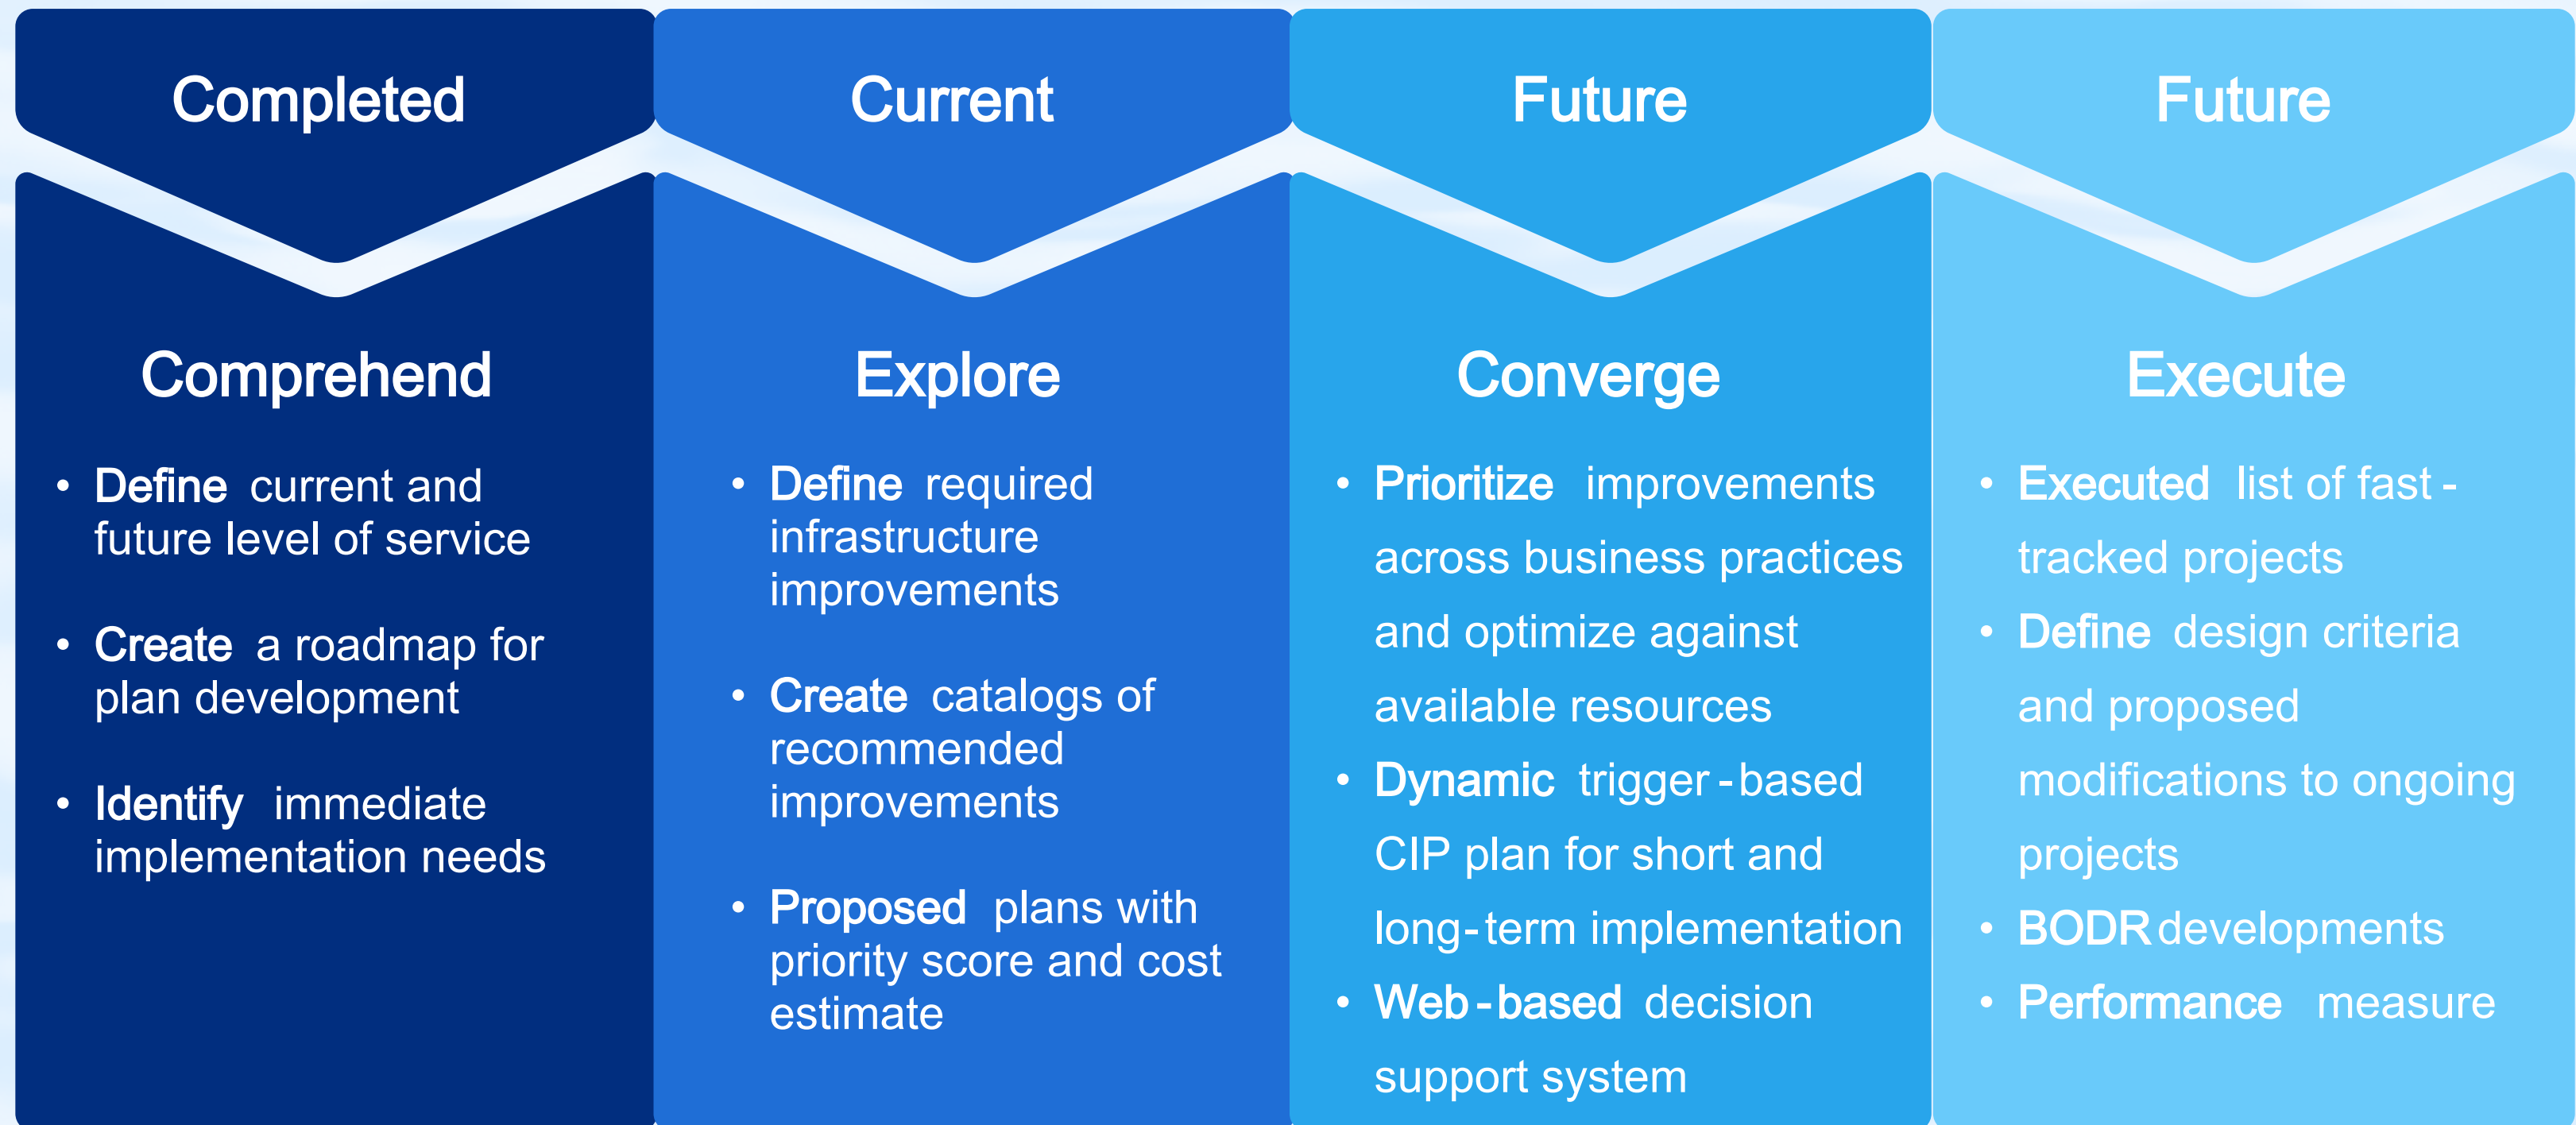 Completed
Current
Future
Future
Comprehend
• Define current and
future level of service
• Create a roadmap for
plan development
• Identify immediate
implementation needs
Explore
• Define required
infrastructure
improvements
• Create catalogs of
recommended
improvements
• Proposed plans with
priority score and cost
estimate
Converge
• Prioritize improvements
across business practices
and optimize against
available resources
• Dynamic trigger-based
CIP plan for short and
long-term implementation
• Web-based decision
support system
Execute
• Executed list of fast-
tracked projects
• Define design criteria
and proposed
modifications to ongoing
projects
• BODR developments
• Performance measure